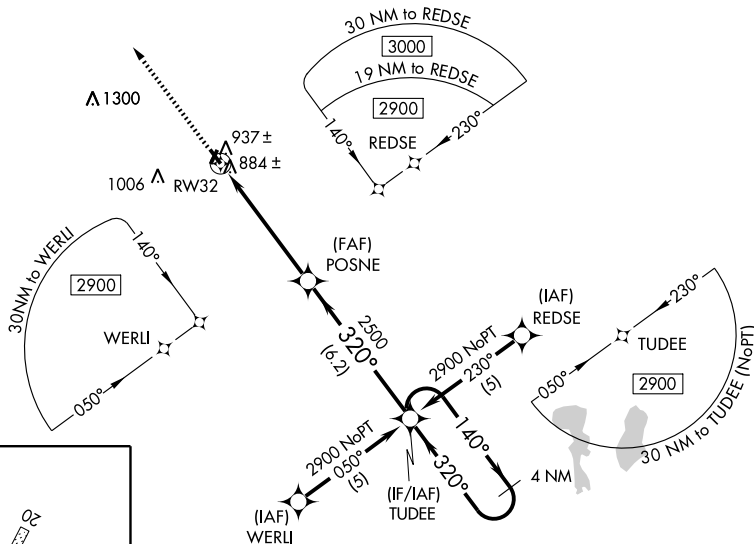 30 NM to REDSE
3000
19 NM to REDSE
2900
140°
230°
REDSE
1300
937 ±
884 ±
1006
RW32
30NM to WERLI
140°
2900
WERLI
050°
(FAF)
POSNE
2500
320°
(6.2)
(IAF)
REDSE
2900 NoPT
230°
(5)
230°
TUDEE
050°
2900
30 NM to TUDEE (NoPT)
2900 NoPT
050°
(5)
140°
320°
4 NM
(IF/IAF)
TUDEE
(IAF)
WERLI
20